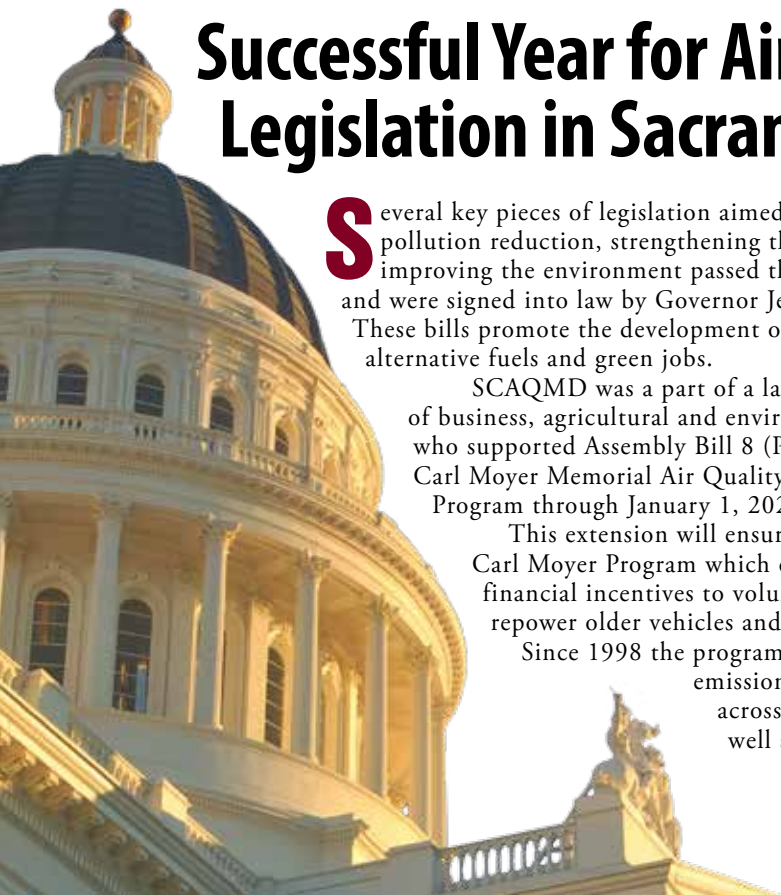 Successful Year for Air
Legislation in Sacram
Several key pieces of legislation aimed
pollution reduction, strengthening th
improving the environment passed th
and were signed into law by Governor Je
These bills promote the development o
alternative fuels and green jobs.
SCAQMD was a part of a la
of business, agricultural and envir
who supported Assembly Bill 8 (P
Carl Moyer Memorial Air Quality
Program through January 1, 202
This extension will ensur
Carl Moyer Program which
financial incentives to volu
repower older vehicles and
Since 1998 the program
emission
across
well